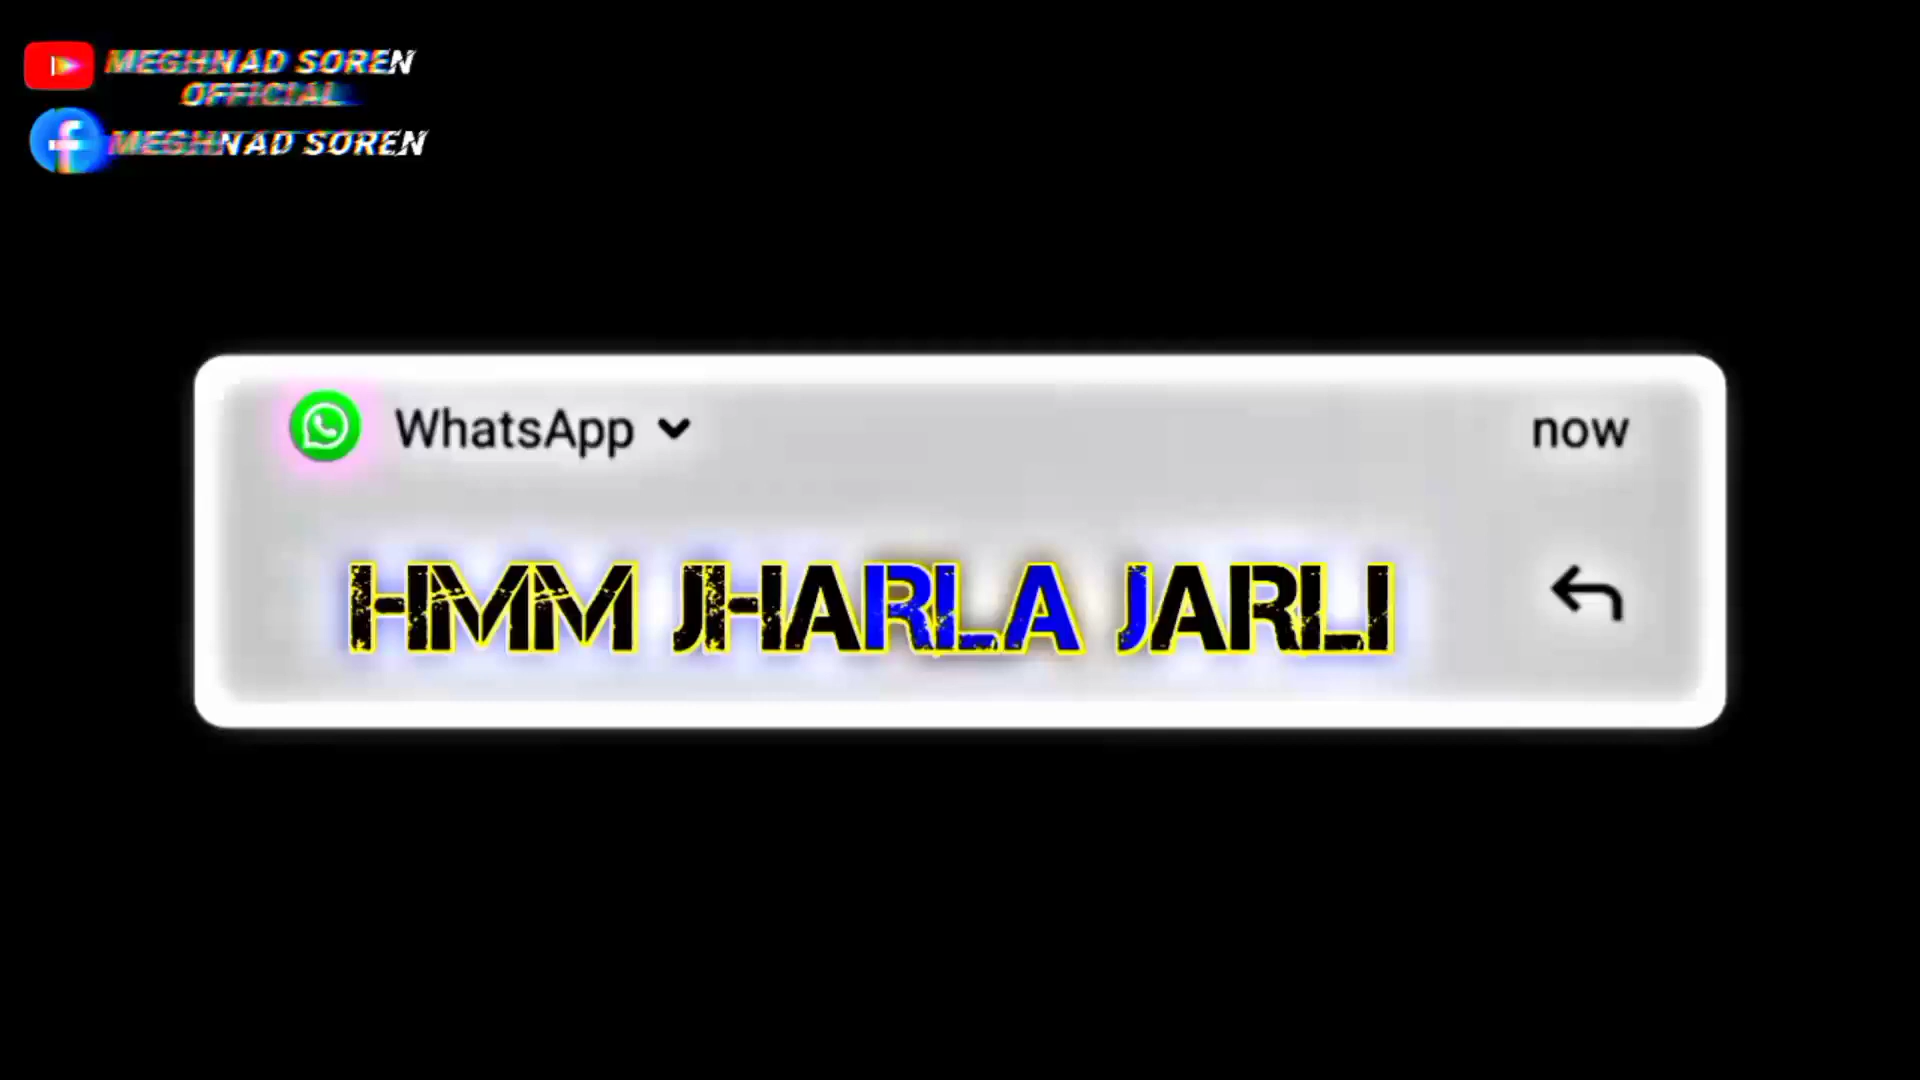 MEGHNAD SOREN
OFFICIAL
MEGHNAD SOREN
WhatsApp now
HMM JHARLA JARLI